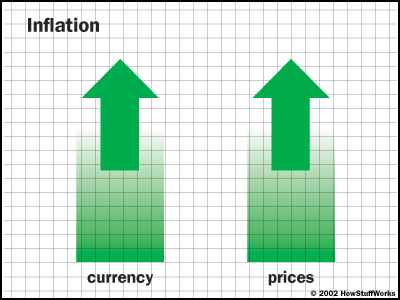 Inflation
currency
prices
© 2002 HowStuffWorks